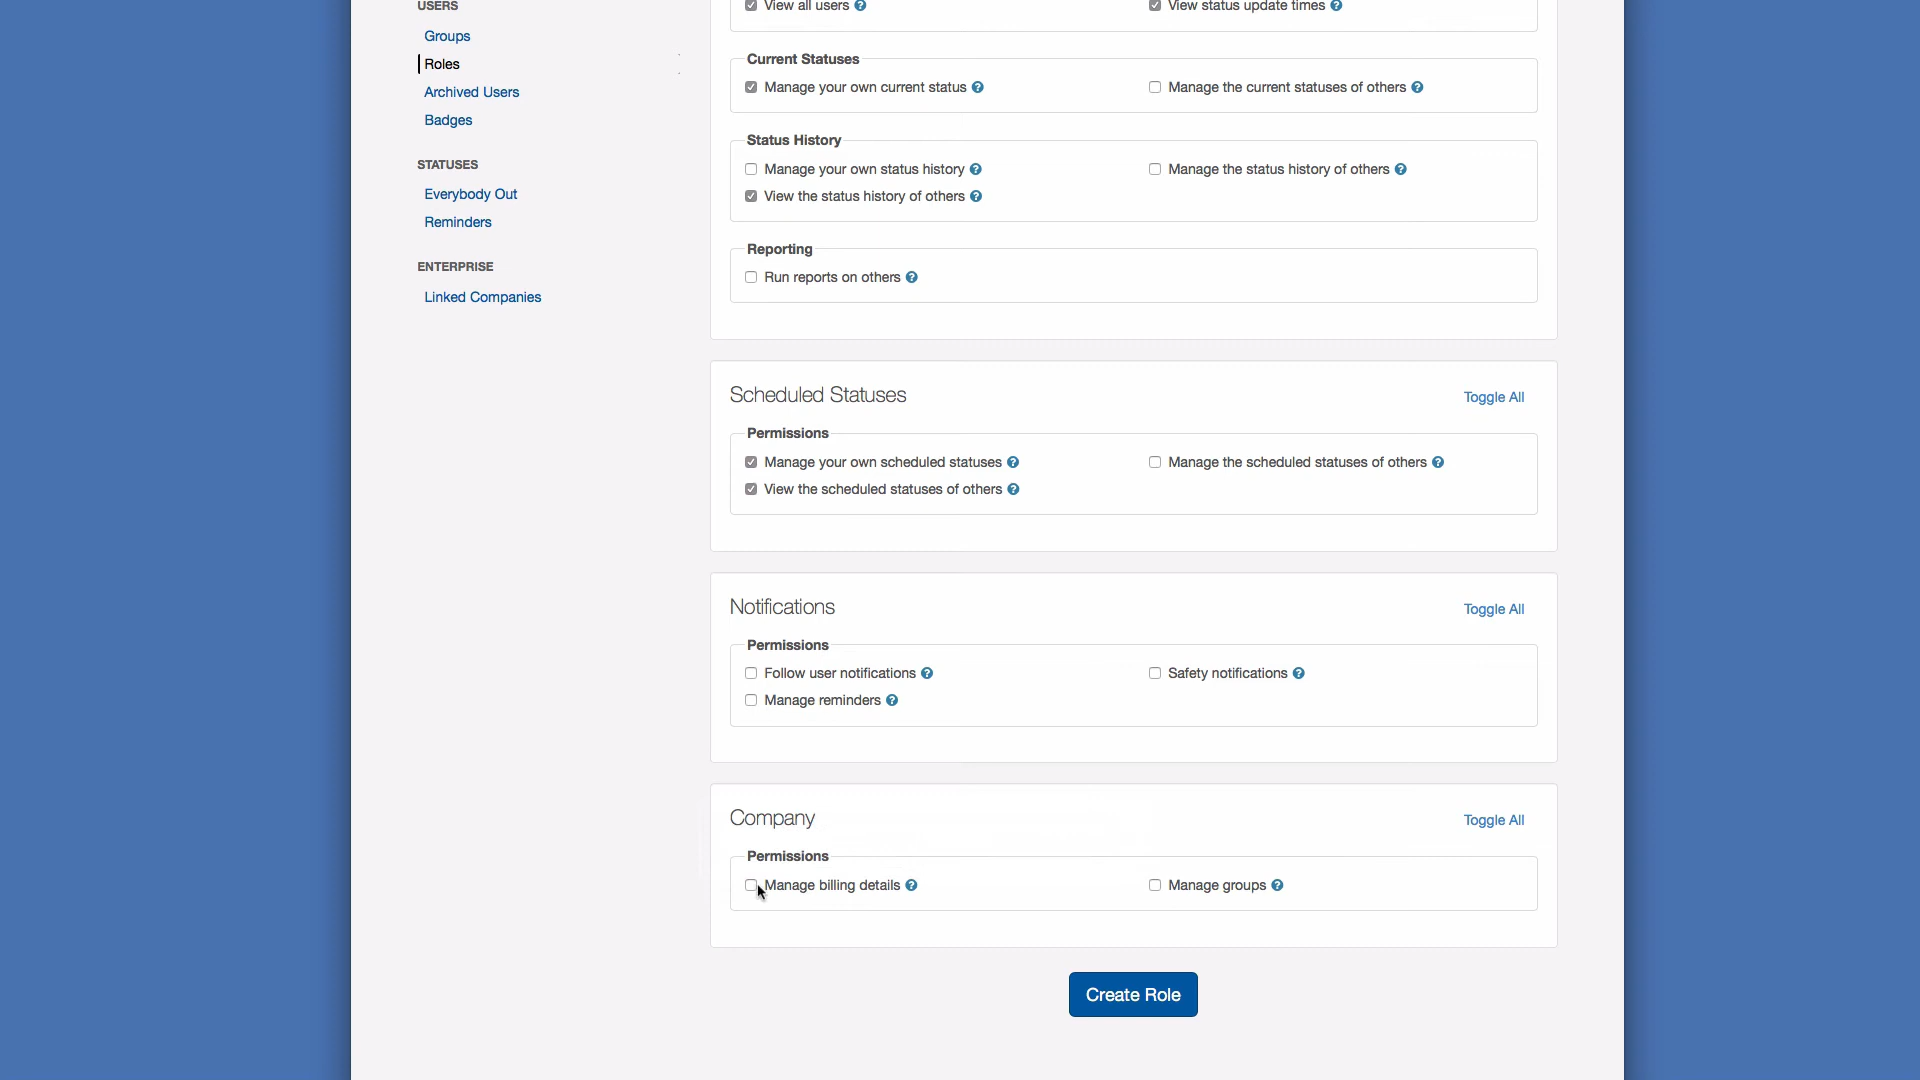 USERS
Groups
Roles
Archived Users
Badges
STATUSES
Everybody Out
Reminders
ENTERPRISE
Linked Companies
View all users ?
View status update times ?
Current Statuses
Manage your own current status ?
Manage the current statuses of others ?
Status History
Manage your own status history ?
Manage the status history of others ?
View the status history of others ?
Reporting
Run reports on others ?
Scheduled Statuses
Toggle All
Permissions
Manage your own scheduled statuses ?
Manage the scheduled statuses of others ?
View the scheduled statuses of others ?
Notifications
Toggle All
Permissions
Follow user notifications ?
Safety notifications ?
Manage reminders ?
Company
Toggle All
Permissions
Manage billing details ?
Manage groups ?
Create Role